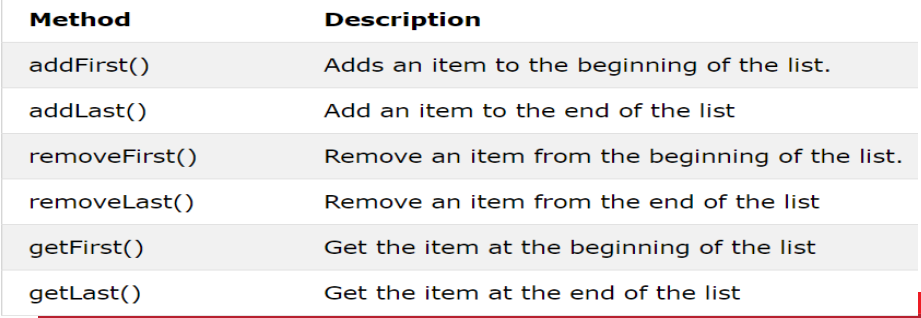 Method Description
addFirst() Adds an item to the beginning of the list.
addLast() Add an item to the end of the list
removeFirst() Remove an item from the beginning of the list.
removeLast() Remove an item from the end of the list
getFirst() Get the item at the beginning of the list
getLast() Get the item at the end of the list